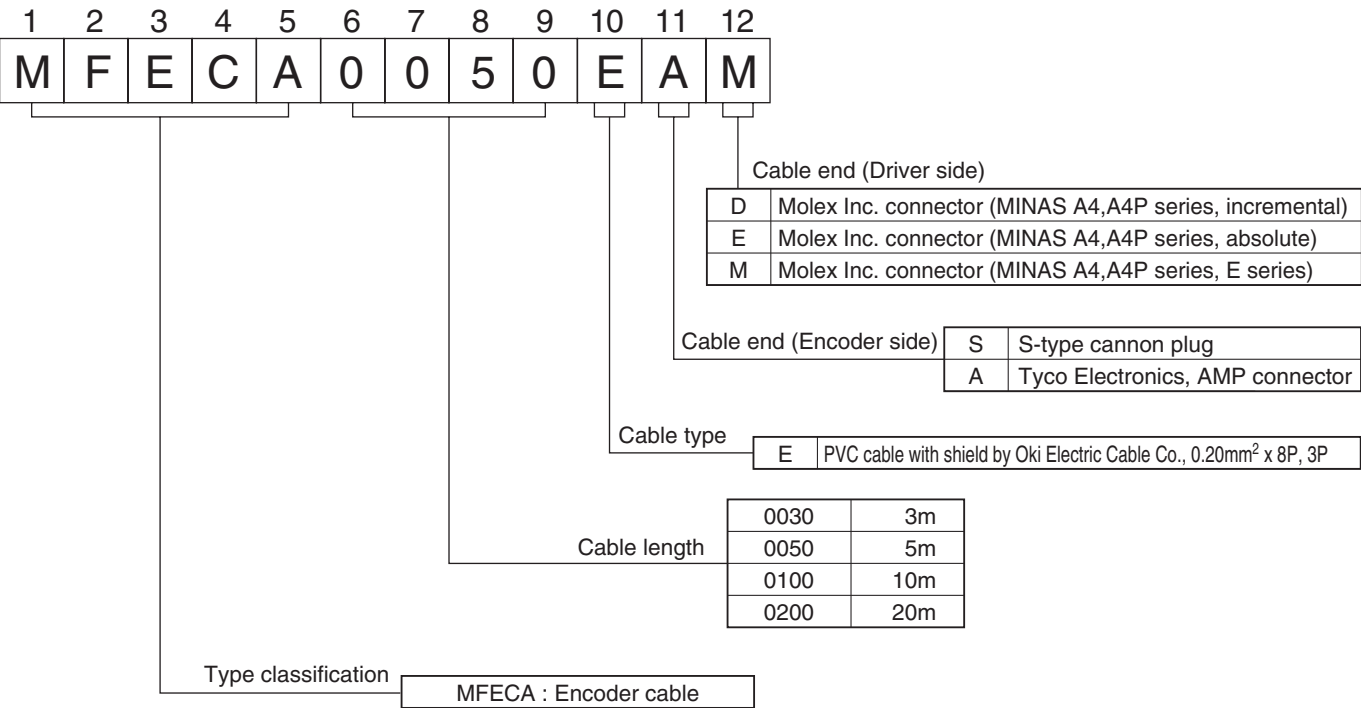 1 2 3 4 5 6 7 8 9 10 11 12
M F E C A 0 0 5 0 E A M
Cable end (Driver side)
D Molex Inc. connector (MINAS A4,A4P series, incremental)
E Molex Inc. connector (MINAS A4,A4P series, absolute)
M Molex Inc. connector (MINAS A4,A4P series, E series)
Cable end (Encoder side)
S S-type cannon plug
A Tyco Electronics, AMP connector
Cable type
E PVC cable with shield by Oki Electric Cable Co., 0.20mm² x 8P, 3P
Cable length
0030 3m
0050 5m
0100 10m
0200 20m
Type classification
MFECA : Encoder cable